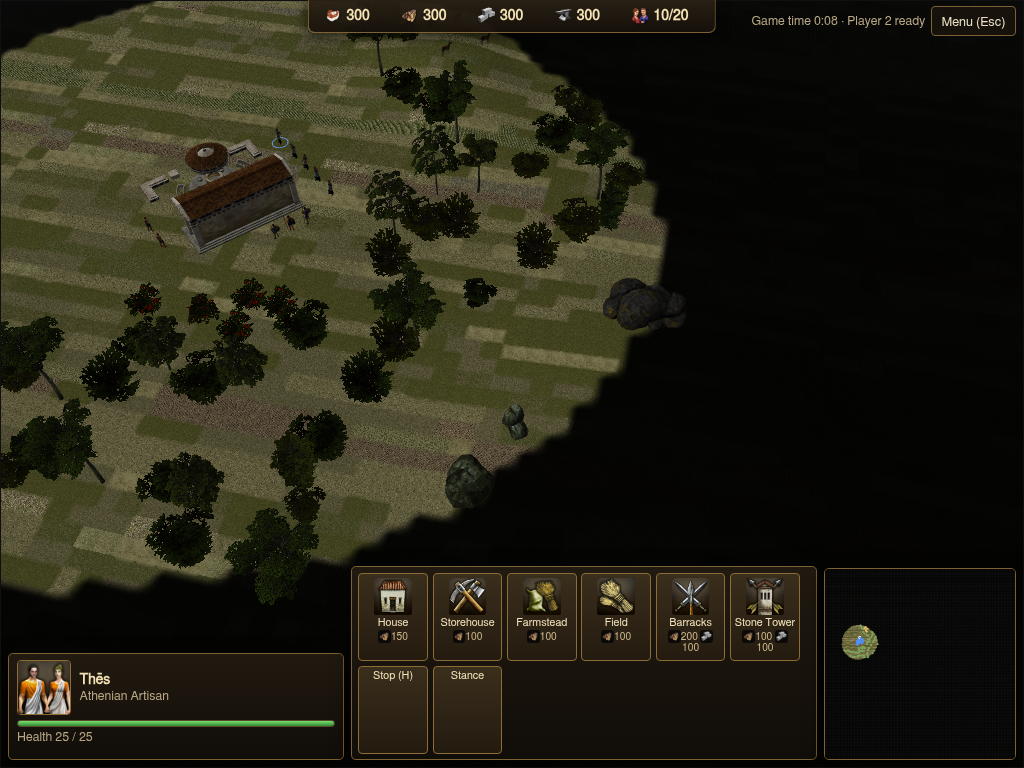 300 300 300 300 10/20
Game time 0:08 · Player 2 ready
Menu (Esc)
House Storehouse Farmstead Field Barracks Stone Tower
150 100 100 100 200 100 100 100
Stop (H) Stance
Thēs
Athenian Artisan
Health 25 / 25